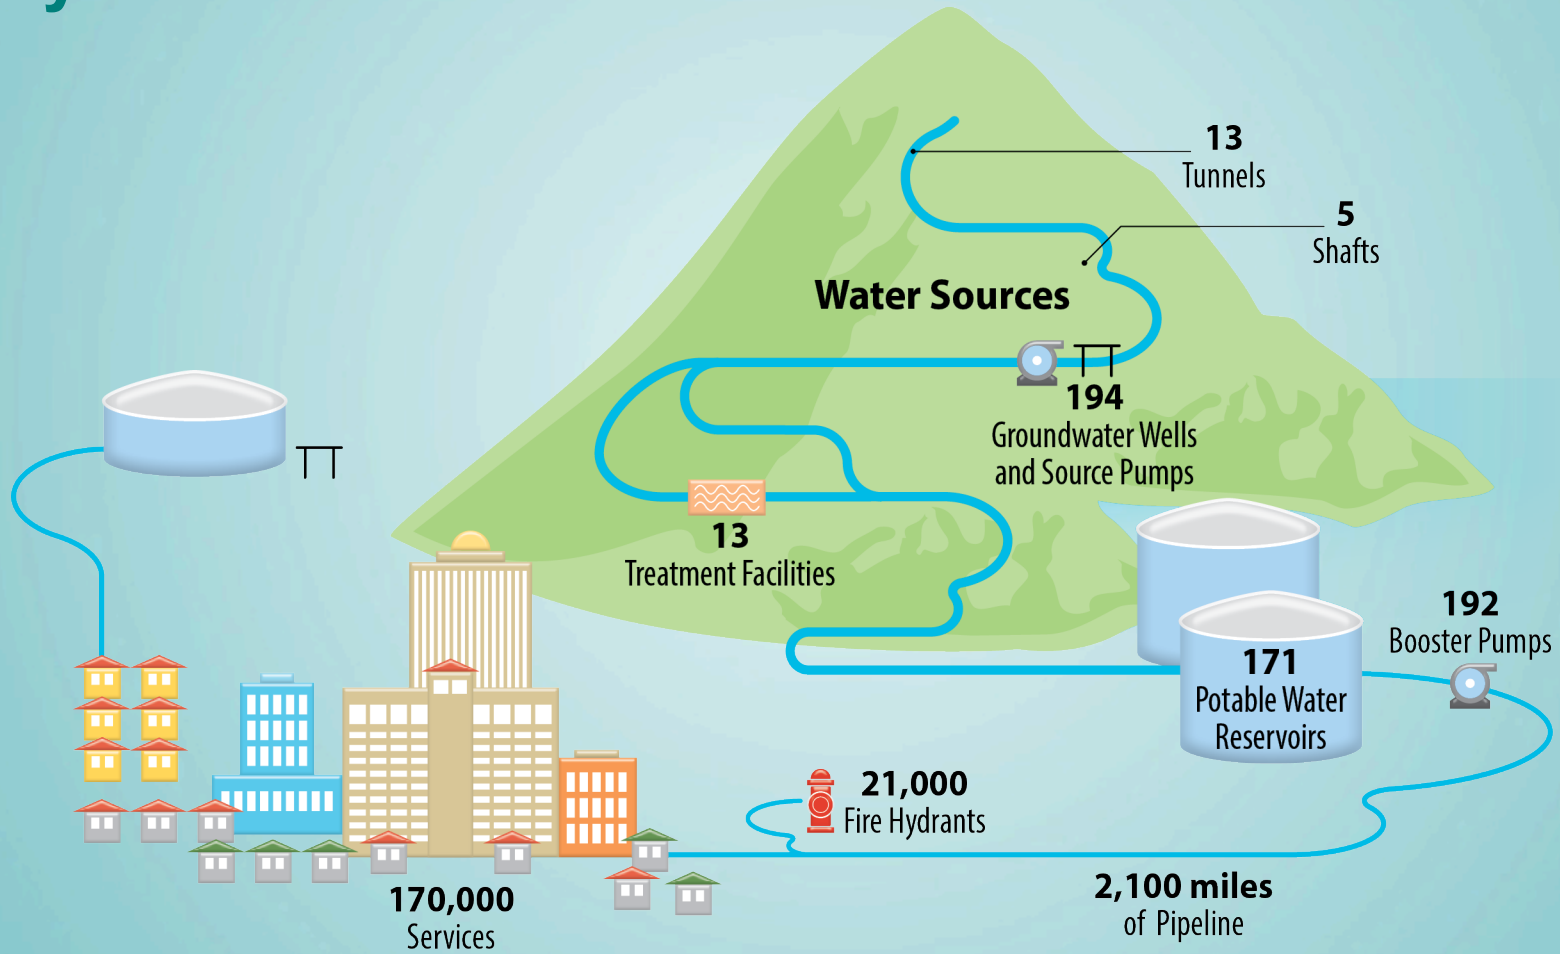 13
Tunnels
5
Shafts
Water Sources
194
Groundwater Wells
and Source Pumps
13
Treatment Facilities
192
Booster Pumps
171
Potable Water
Reservoirs
21,000
Fire Hydrants
2,100 miles
of Pipeline
170,000
Services